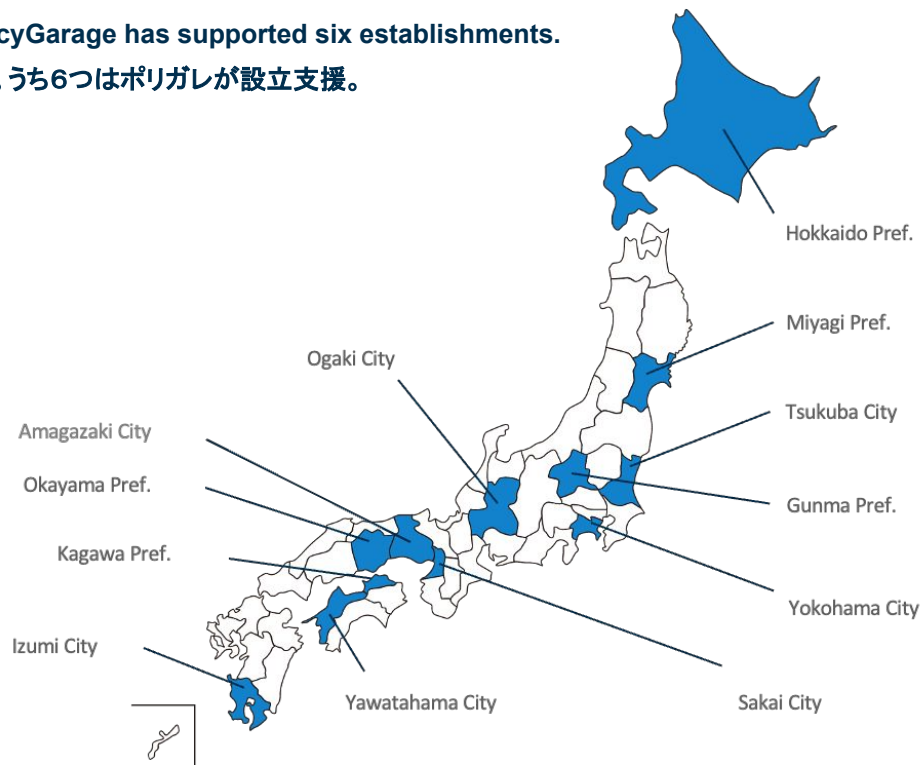 cyGarage has supported six establishments.
うち6つはポリガレが設立支援。
Hokkaido Pref.
Miyagi Pref.
Ogaki City
Tsukuba City
Amagazaki City
Okayama Pref.
Gunma Pref.
Kagawa Pref.
Yokohama City
Izumi City
Yawatahama City
Sakai City